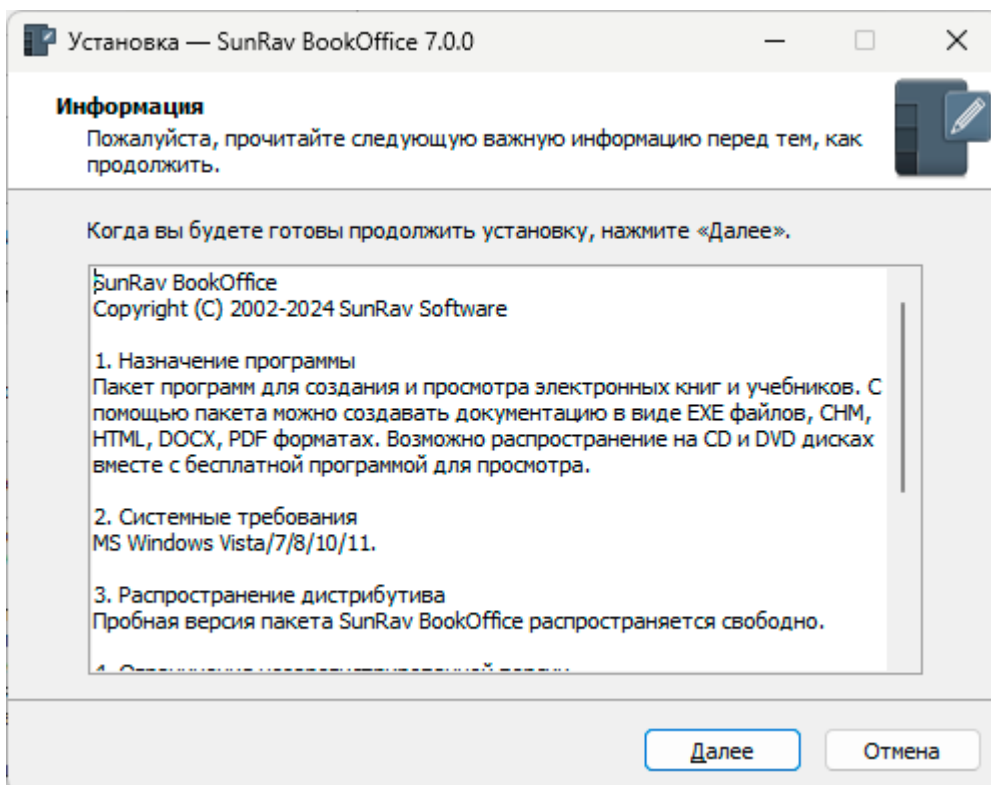 Установка — SunRav BookOffice 7.0.0
Информация
Пожалуйста, прочитайте следующую важную информацию перед тем, как
продолжить.
Когда вы будете готовы продолжить установку, нажмите «Далее».
SunRav BookOffice
Copyright (C) 2002-2024 SunRav Software
1. Назначение программы
Пакет программ для создания и просмотра электронных книг и учебников. С
помощью пакета можно создавать документацию в виде EXE файлов, CHM,
HTML, DOCX, PDF форматах. Возможно распространение на CD и DVD дисках
вместе с бесплатной программой для просмотра.
2. Системные требования
MS Windows Vista/7/8/10/11.
3. Распространение дистрибутива
Пробная версия пакета SunRav BookOffice распространяется свободно.
Далее
Отмена